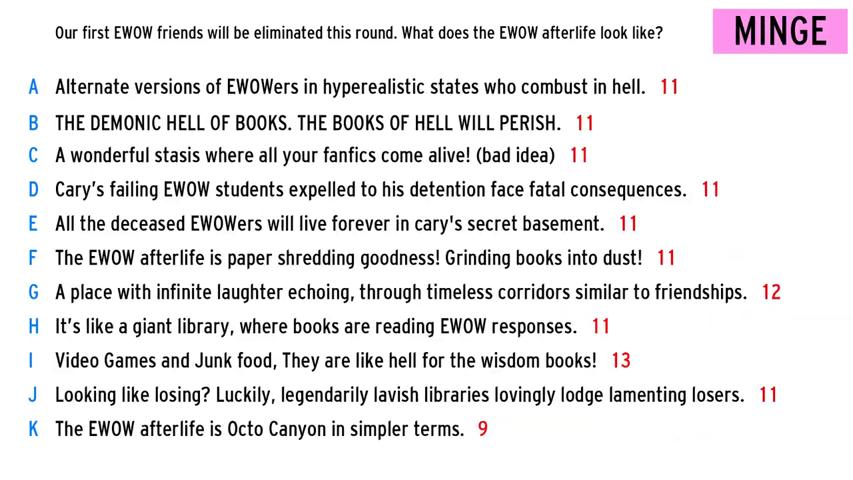 Our first EWOW friends will be eliminated this round. What does the EWOW afterlife look like?
MINGE
A Alternate versions of EWOWers in hyperealistic states who combust in hell. 11
B THE DEMONIC HELL OF BOOKS. THE BOOKS OF HELL WILL PERISH. 11
C A wonderful stasis where all your fanfics come alive! (bad idea) 11
D Cary’s failing EWOW students expelled to his detention face fatal consequences. 11
E All the deceased EWOWers will live forever in cary's secret basement. 11
F The EWOW afterlife is paper shredding goodness! Grinding books into dust! 11
G A place with infinite laughter echoing, through timeless corridors similar to friendships. 12
H It’s like a giant library, where books are reading EWOW responses. 11
I Video Games and Junk food, They are like hell for the wisdom books! 13
J Looking like losing? Luckily, legendarily lavish libraries lovingly lodge lamenting losers. 11
K The EWOW afterlife is Octo Canyon in simpler terms. 9